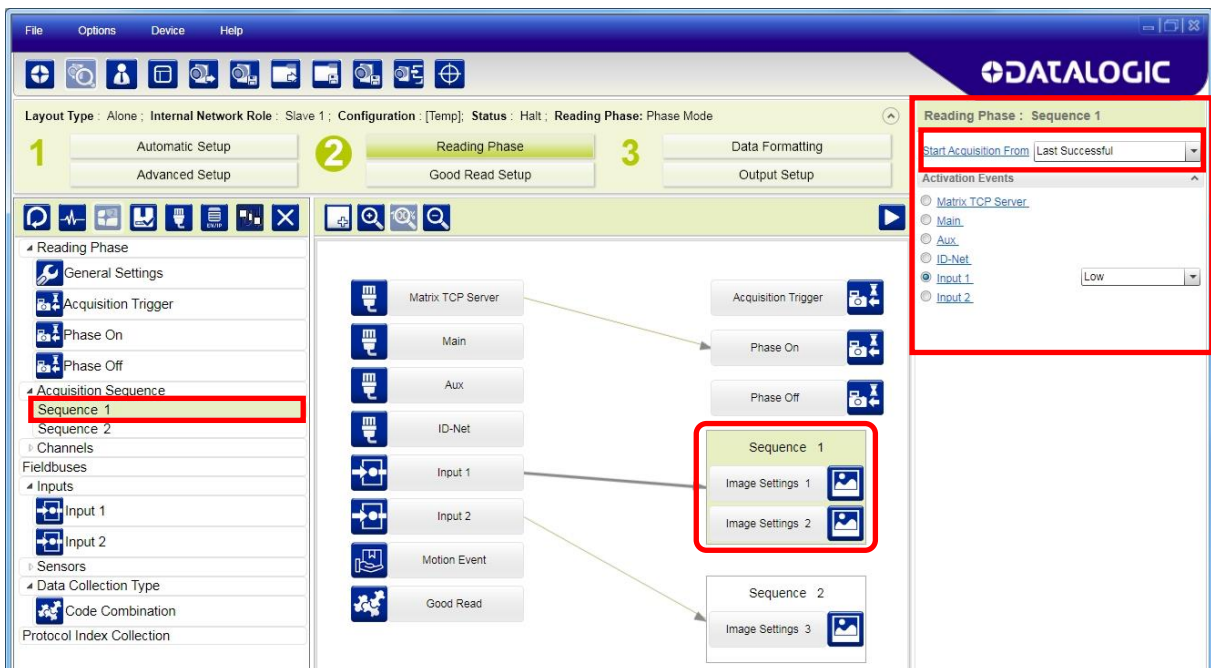 File Options Device Help
DATALOGIC
Layout Type : Alone ; Internal Network Role : Slave 1 ; Configuration : [Temp]; Status : Halt ; Reading Phase: Phase Mode
1 Automatic Setup
Advanced Setup
2 Reading Phase
Good Read Setup
3 Data Formatting
Output Setup
Reading Phase
General Settings
Acquisition Trigger
Phase On
Phase Off
Acquisition Sequence
Sequence 1
Sequence 2
Channels
Fieldbuses
Inputs
Input 1
Input 2
Sensors
Data Collection Type
Code Combination
Protocol Index Collection
EN/IP
100%
Matrix TCP Server
Main
Aux
ID-Net
Input 1
Input 2
Motion Event
Good Read
Acquisition Trigger
Phase On
Phase Off
Sequence 1
Image Settings 1
Image Settings 2
Sequence 2
Image Settings 3
Reading Phase : Sequence 1
Start Acquisition From Last Successful
Activation Events
Matrix TCP Server
Main
Aux
ID-Net
Input 1 Low
Input 2